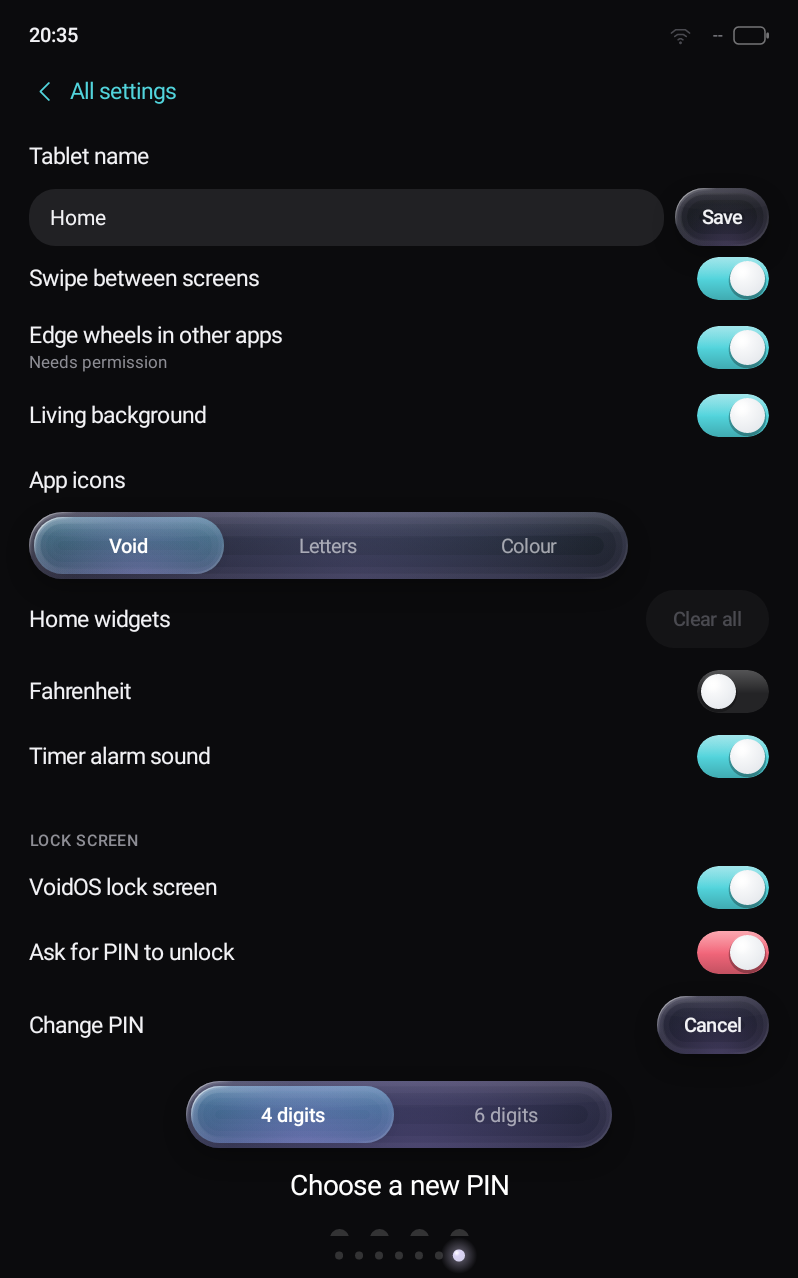 20:35
--
All settings
Tablet name
Home
Save
Swipe between screens
Edge wheels in other apps
Needs permission
Living background
App icons
Void
Letters
Colour
Home widgets
Clear all
Fahrenheit
Timer alarm sound
LOCK SCREEN
VoidOS lock screen
Ask for PIN to unlock
Change PIN
Cancel
4 digits
6 digits
Choose a new PIN